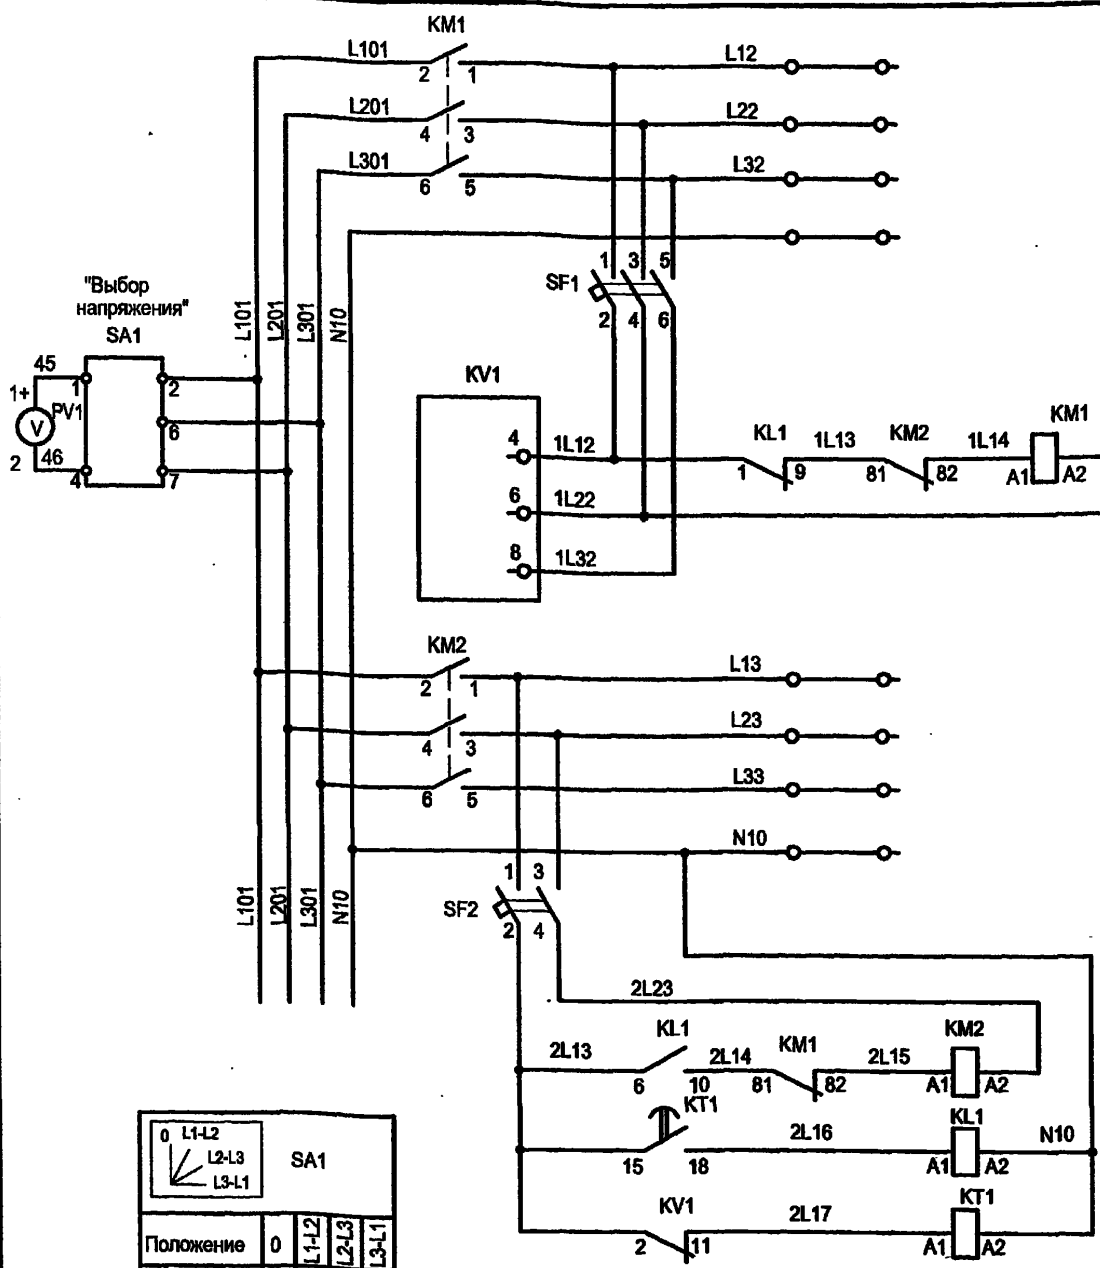 KM1
L101
2 1
L12
L201
4 3
L22
L301
6 5
L32
"Выбор
напряжения"
SA1
L101
L201
L301
N10
SF1
1 3 5
2 4 6
45
1+
PV1
V
2
46
1 2
6
4 7
KV1
4
1L12
6
1L22
8
1L32
KL1
1 9
1L13
KM2
81 82
1L14
KM1
A1 A2
KM2
2 1
L13
4 3
L23
6 5
L33
N10
L101
L201
L301
N10
SF2
1 3
2 4
2L23
2L13
KL1
6 10
2L14
KM1
81 82
2L15
KM2
A1 A2
KT1
15 18
2L16
KL1
A1 A2
N10
KV1
2 11
2L17
KT1
A1 A2
0 L1-L2
L2-L3
L3-L1
SA1
Положение 0 L1-L2 L2-L3 L3-L1